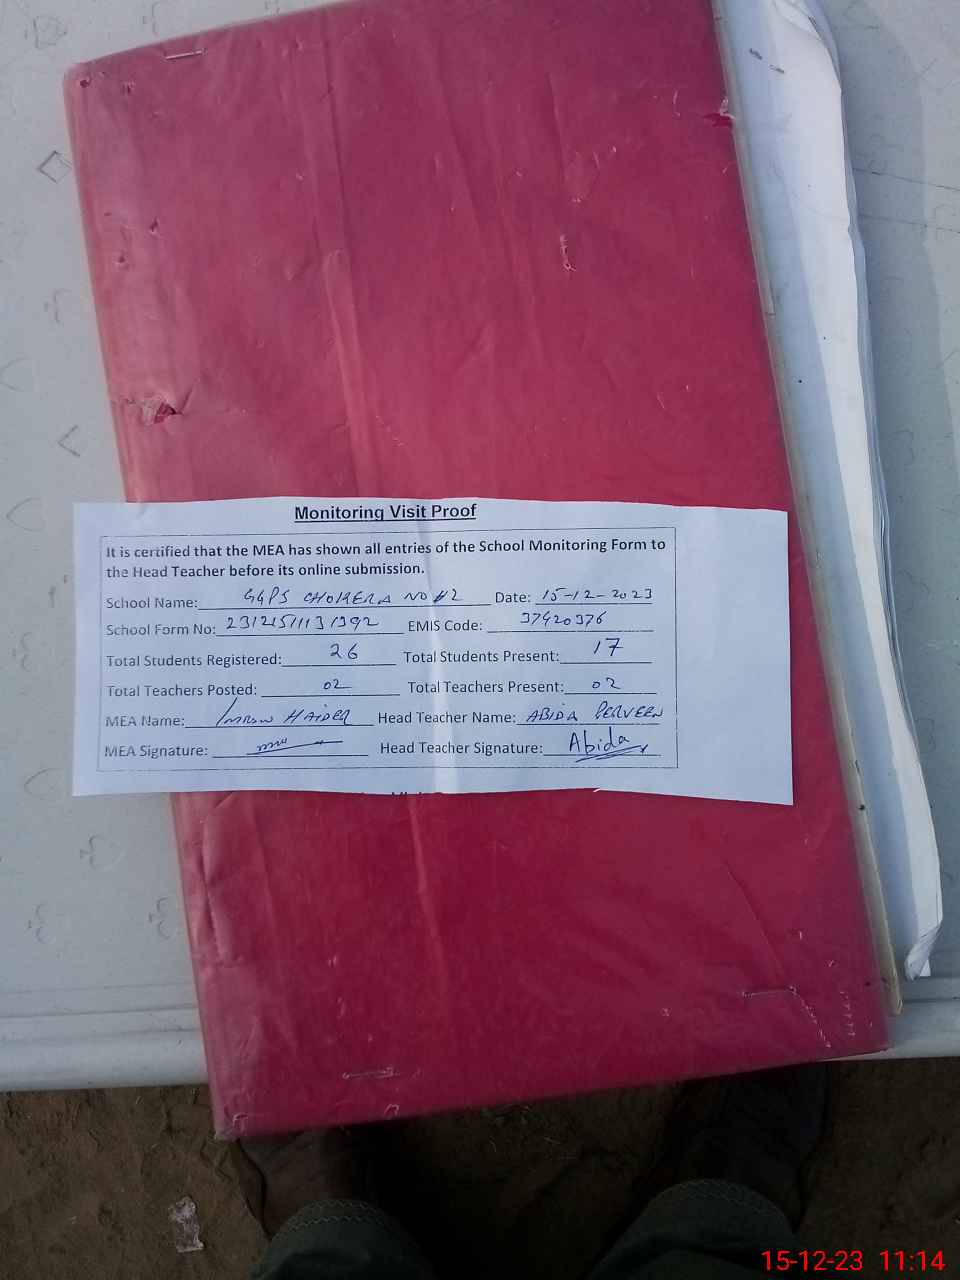 Monitoring Visit Proof
It is certified that the MEA has shown all entries of the School Monitoring Form to
the Head Teacher before its online submission.
School Name: GGPS CHOKERA NO #2 Date: 15-12-2023
School Form No: EMIS Code: 37420376
Total Students Registered: 26 Total Students Present: 17
Total Teachers Posted: 02 Total Teachers Present: 02
MEA Name: Imran HAIDER Head Teacher Name: ABIDA PERVEEN
MEA Signature: Head Teacher Signature: Abida
15-12-23 11:14